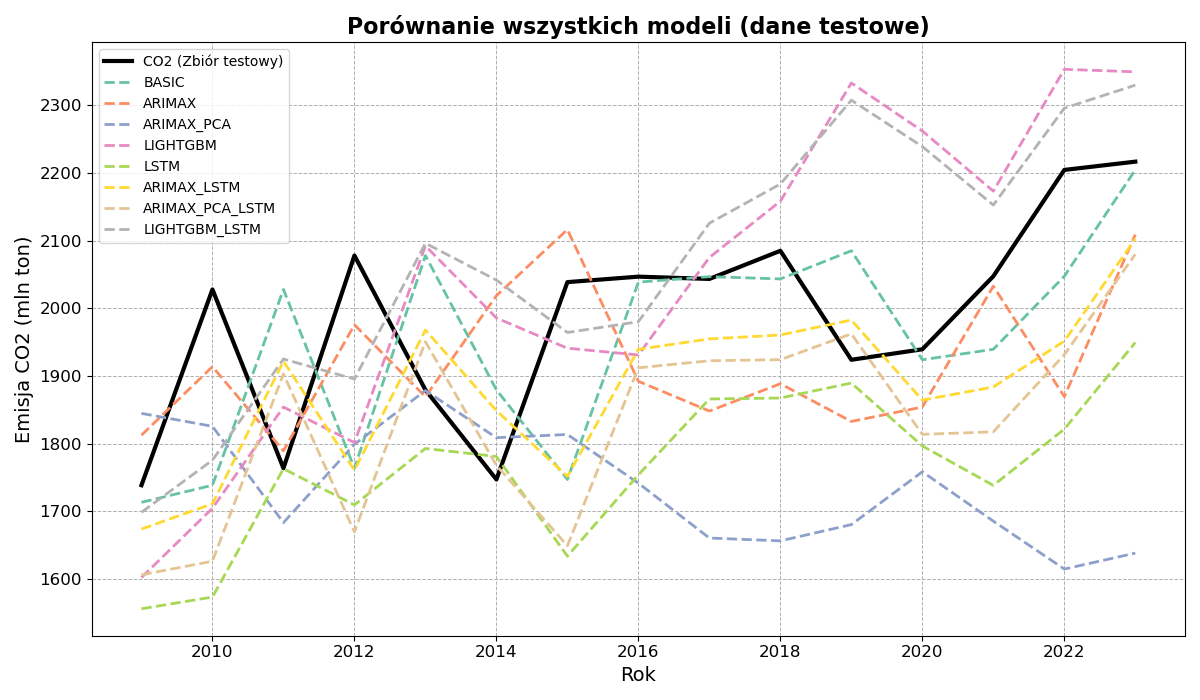 Porównanie wszystkich modeli (dane testowe)
CO2 (Zbiór testowy)
BASIC
ARIMAX
ARIMAX_PCA
LIGHTGBM
LSTM
ARIMAX_LSTM
ARIMAX_PCA_LSTM
LIGHTGBM_LSTM
Emisja CO2 (mln ton)
2300
2200
2100
2000
1900
1800
1700
1600
2010 2012 2014 2016 2018 2020 2022
Rok